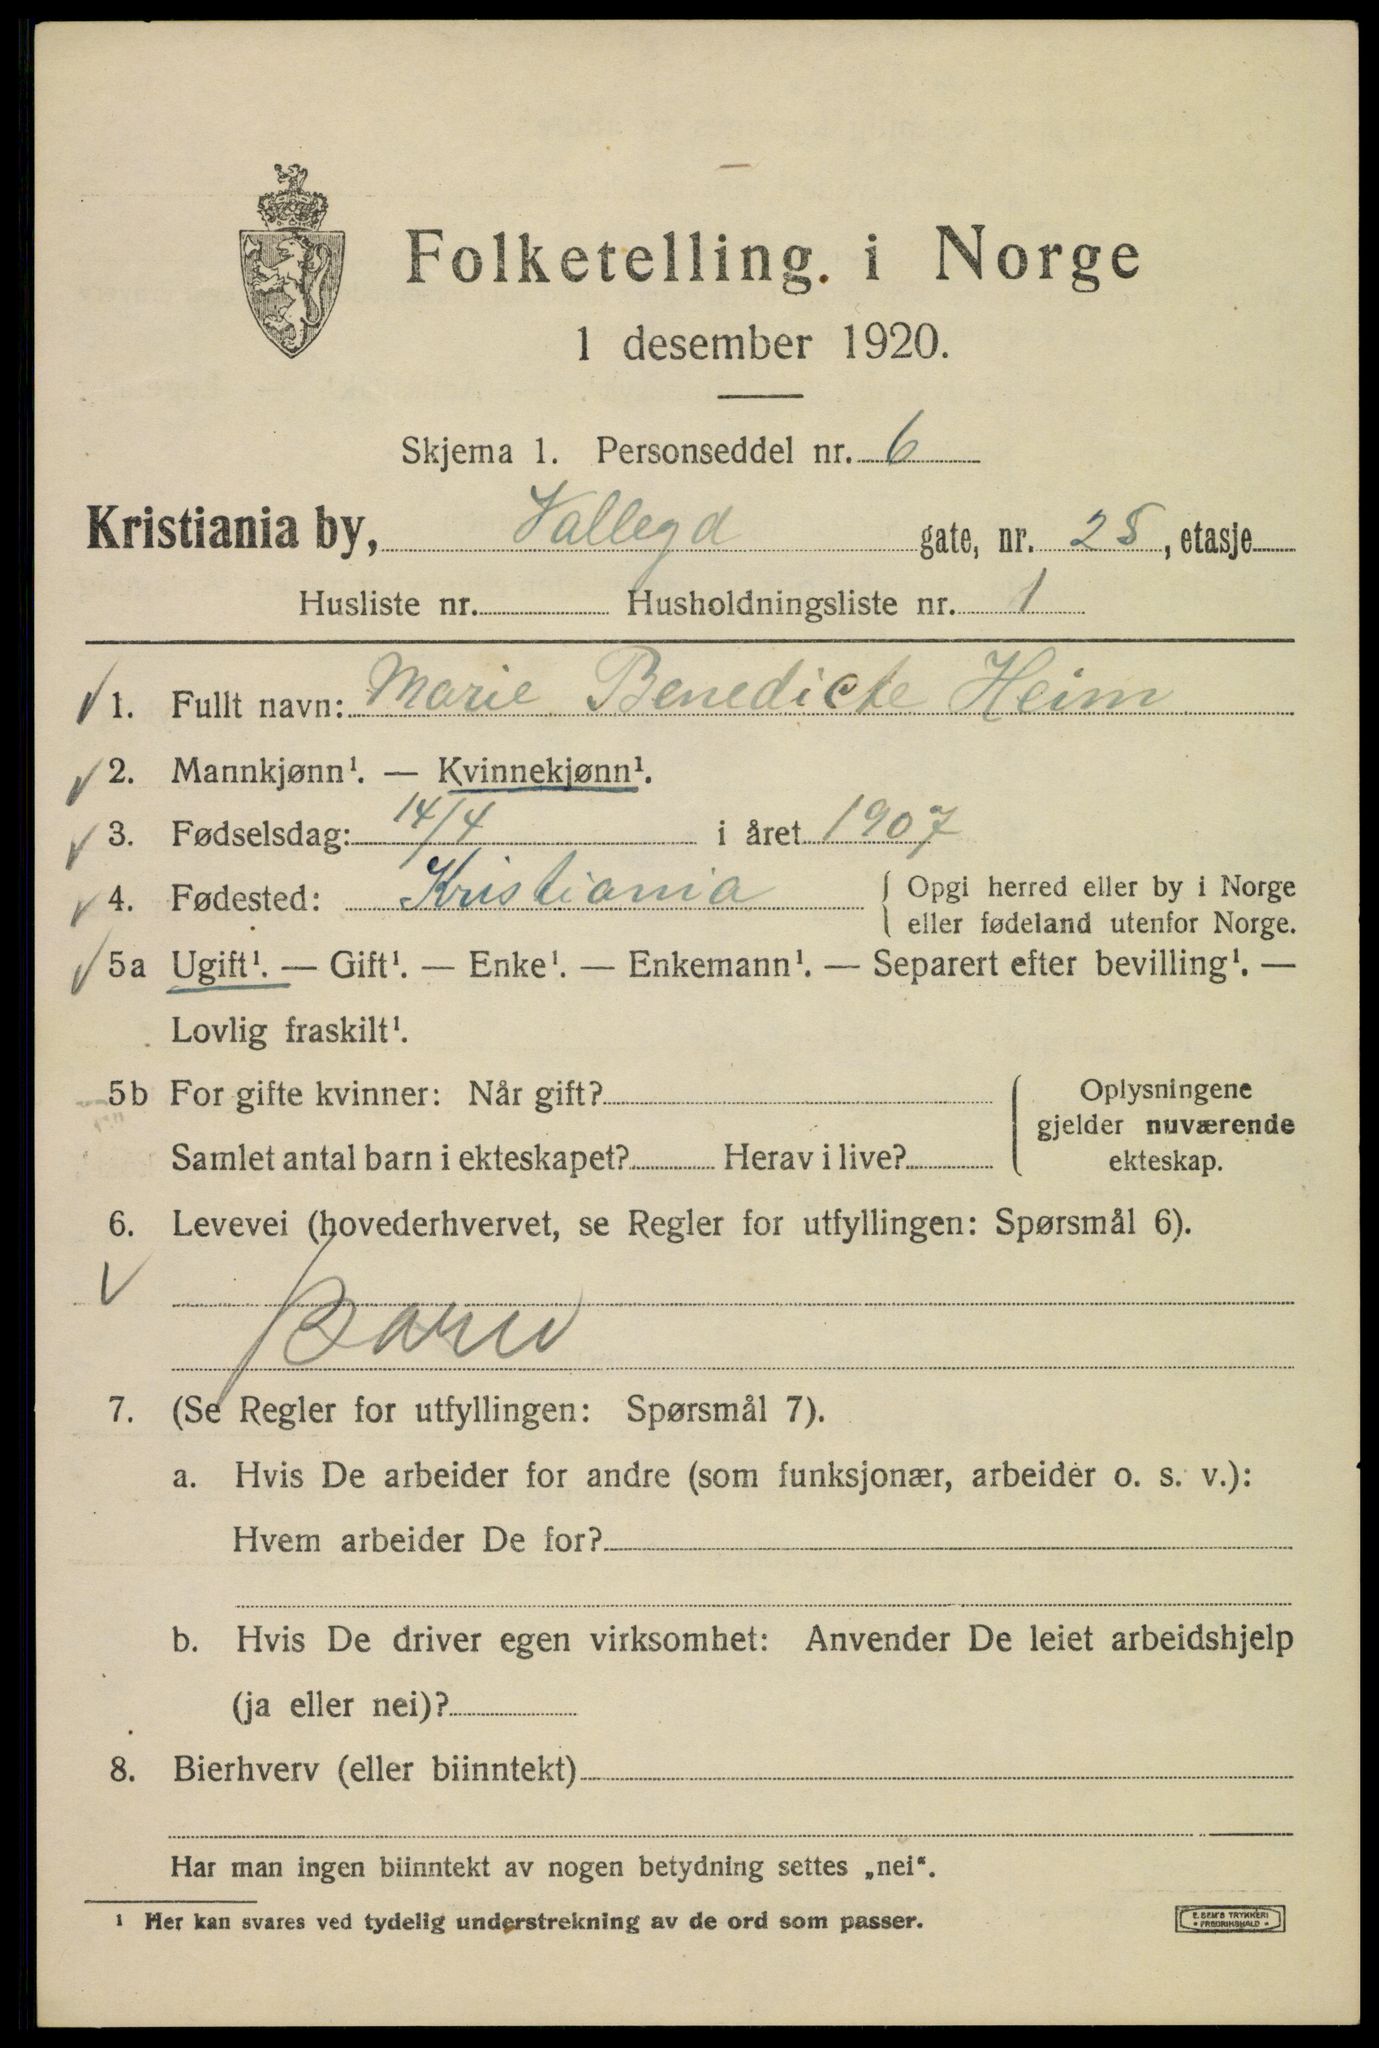 Folketelling i Norge
1 desember 1920.
Skjema 1. Personseddel nr. 6
Kristiania by, Vallegd gate, nr. 25, etasje
Husliste nr. Husholdningsliste nr. 1
1. Fullt navn: Marie Benedicte Heim
2. Mannkjønn¹. — Kvinnekjønn¹.
3. Fødselsdag: 14/4 i året 1907
4. Fødested: Kristiania { Opgi herred eller by i Norge
eller fødeland utenfor Norge.
5a Ugift¹. — Gift¹. — Enke¹. — Enkemann¹. — Separert efter bevilling¹. —
Lovlig fraskilt¹.
5b For gifte kvinner: Når gift?
Samlet antal barn i ekteskapet? Herav i live?
Oplysningene
gjelder nuværende
ekteskap.
6. Levevei (hovederhvervet, se Regler for utfyllingen: Spørsmål 6).
Barn
7. (Se Regler for utfyllingen: Spørsmål 7).
a. Hvis De arbeider for andre (som funksjonær, arbeider o. s. v.):
Hvem arbeider De for?
b. Hvis De driver egen virksomhet: Anvender De leiet arbeidshjelp
(ja eller nei)?
8. Bierhverv (eller biinntekt)
Har man ingen biinntekt av nogen betydning settes „nei“.
¹ Her kan svares ved tydelig understrekning av de ord som passer.
E. SEM'S TRYKKERI
• FREDRIKSHALD •